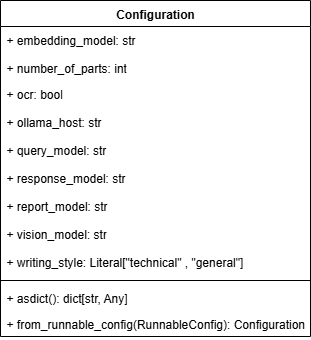 Configuration
+ embedding_model: str
+ number_of_parts: int
+ ocr: bool
+ ollama_host: str
+ query_model: str
+ response_model: str
+ report_model: str
+ vision_model: str
+ writing_style: Literal["technical" , "general"]
+ asdict(): dict[str, Any]
+ from_runnable_config(RunnableConfig): Configuration